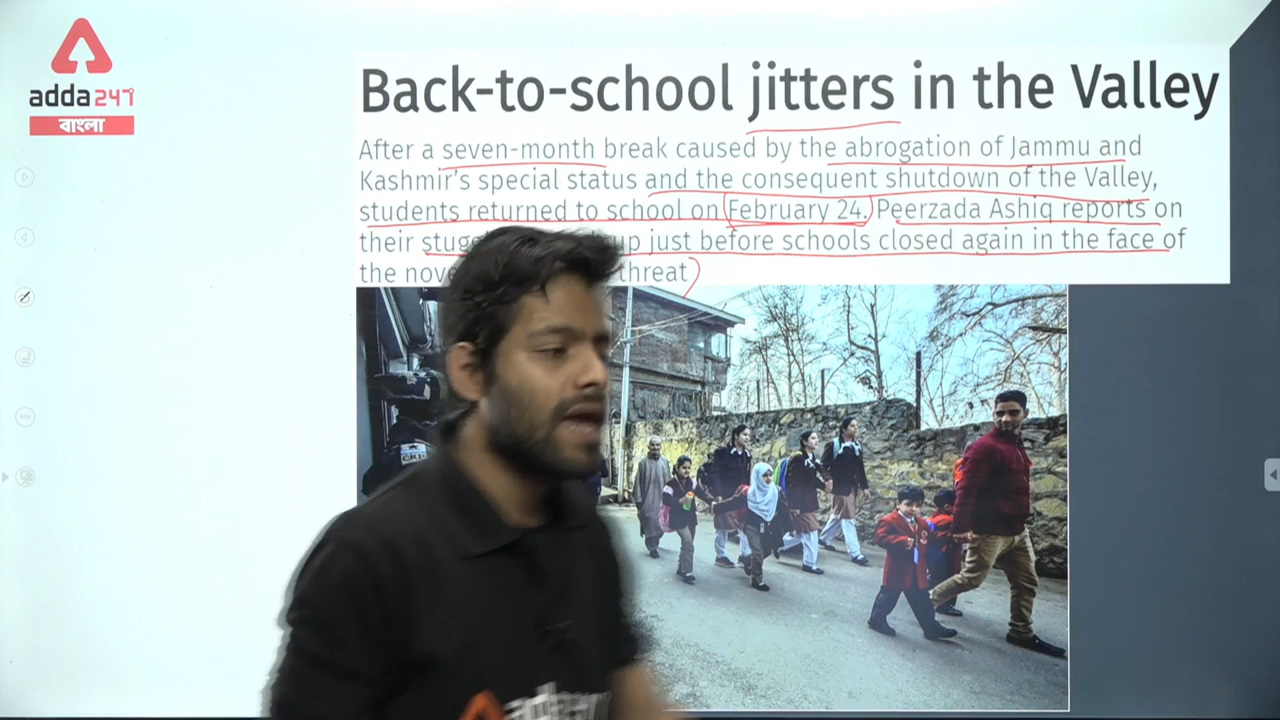 adda247
বাংলা
Back-to-school jitters in the Valley
After a seven-month break caused by the abrogation of Jammu and
Kashmir's special status and the consequent shutdown of the Valley,
students returned to school on February 24. Peerzada Ashiq reports on
their up just before schools closed again in the face of
the threat)